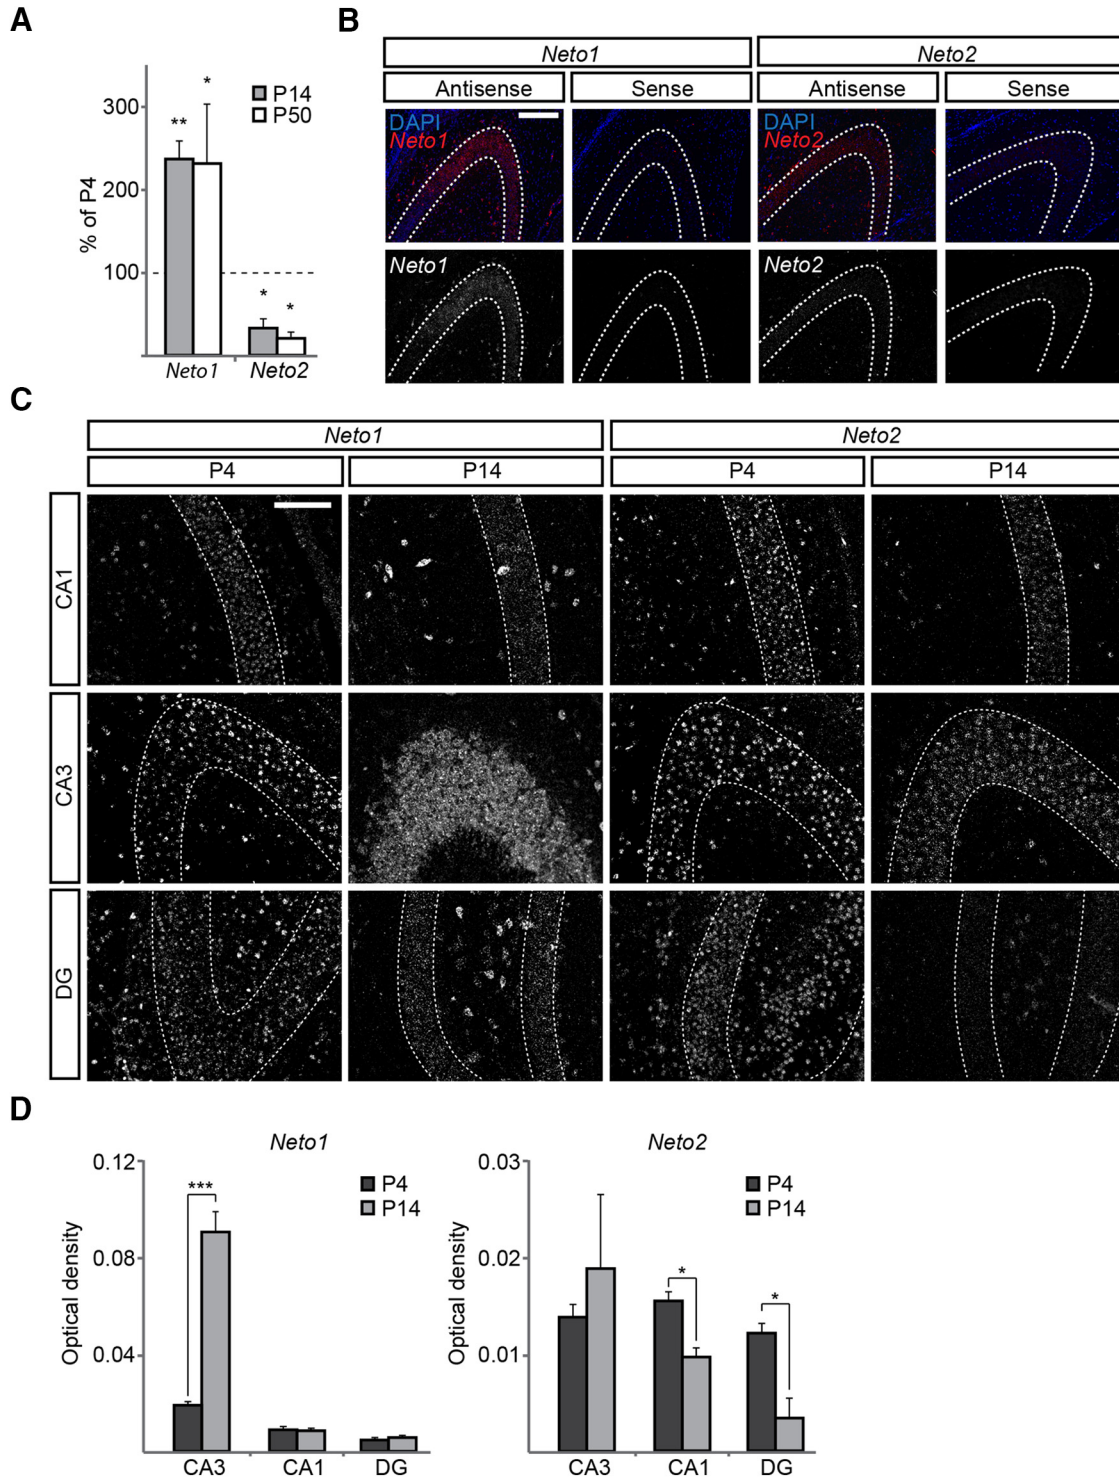 A
B
% of P4
300
200
100
**
*
*
*
P14
P50
Neto1
Neto2
Neto1
Neto2
Antisense
Sense
Antisense
Sense
DAPI
Neto1
DAPI
Neto2
Neto1
Neto2
C
Neto1
Neto2
P4
P14
P4
P14
CA1
CA3
DG
D
Neto1
Optical density
0.12
0.08
0.04
***
P4
P14
CA3
CA1
DG
Neto2
Optical density
0.03
0.02
0.01
*
*
P4
P14
CA3
CA1
DG